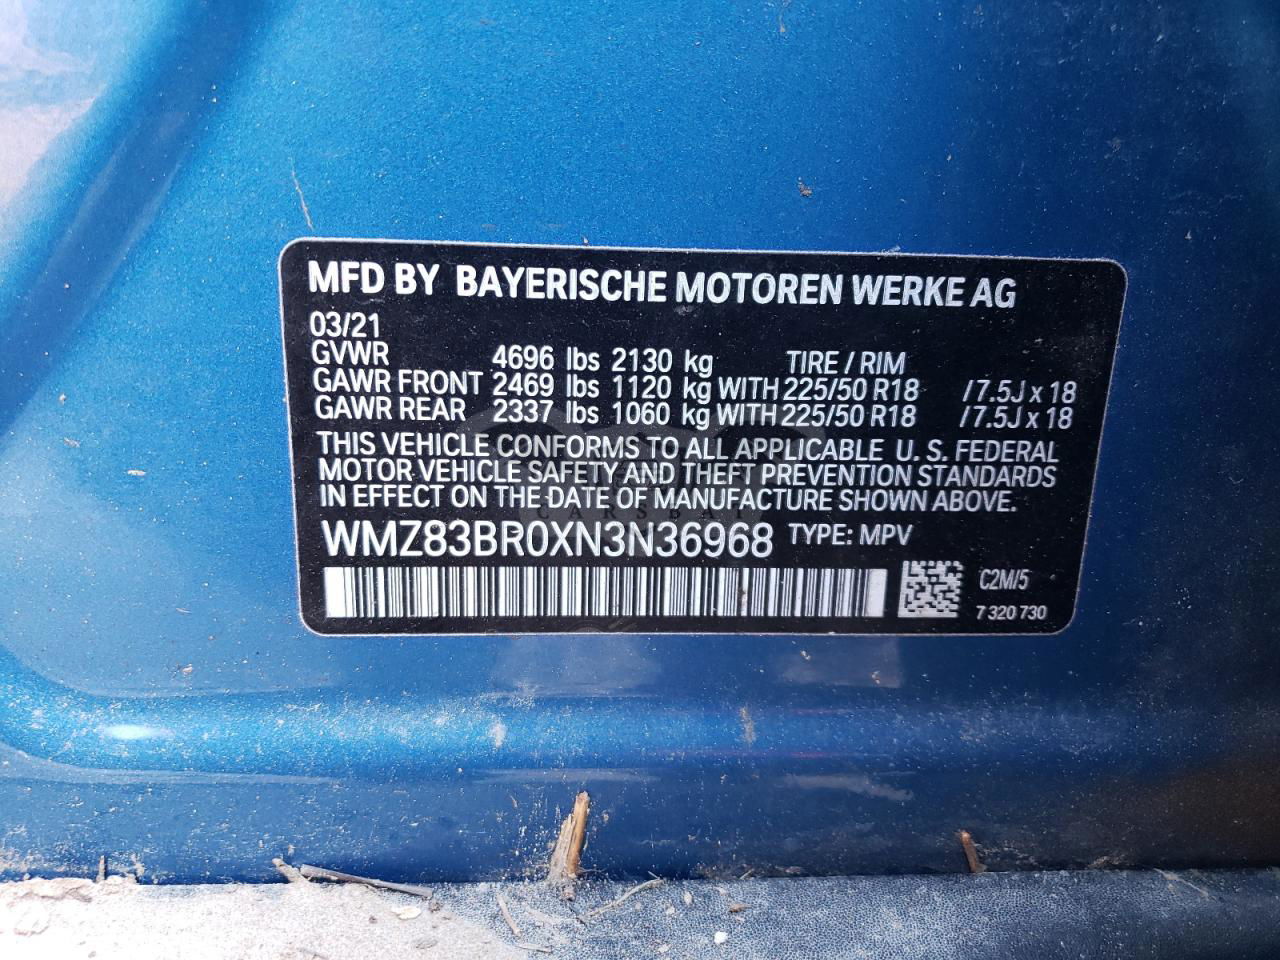 MFD BY BAYERISCHE MOTOREN WERKE AG
03/21
GVWR 4696 lbs 2130 kg TIRE / RIM
GAWR FRONT 2469 lbs 1120 kg WITH 225/50 R18 / 7.5J x 18
GAWR REAR 2337 lbs 1060 kg WITH 225/50 R18 / 7.5J x 18
THIS VEHICLE CONFORMS TO ALL APPLICABLE U. S. FEDERAL
MOTOR VEHICLE SAFETY AND THEFT PREVENTION STANDARDS
IN EFFECT ON THE DATE OF MANUFACTURE SHOWN ABOVE.
CARSBAT
WMZ83BR0XN3N36968 TYPE: MPV
C2M/5
7 320 730